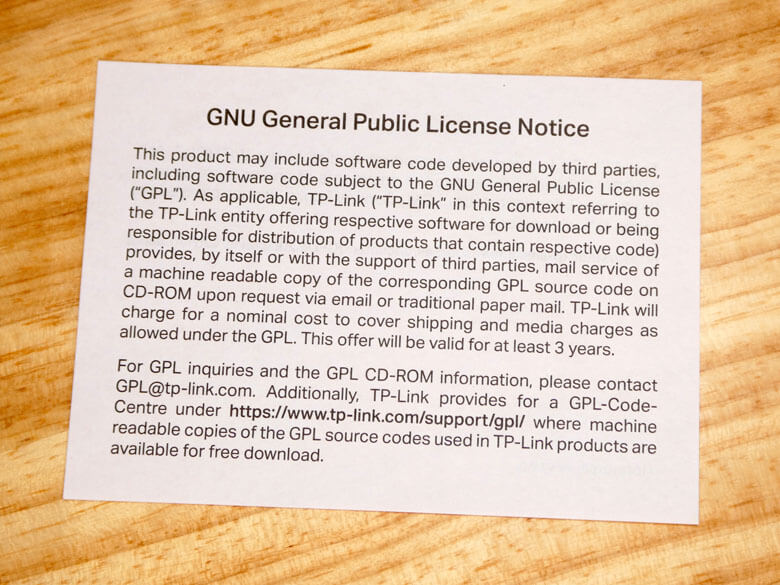 GNU General Public License Notice
This product may include software code developed by third parties,
including software code subject to the GNU General Public License
("GPL"). As applicable, TP-Link ("TP-Link" in this context referring to
the TP-Link entity offering respective software for download or being
responsible for distribution of products that contain respective code)
provides, by itself or with the support of third parties, mail service of
a machine readable copy of the corresponding GPL source code on
CD-ROM upon request via email or traditional paper mail. TP-Link will
charge for a nominal cost to cover shipping and media charges as
allowed under the GPL. This offer will be valid for at least 3 years.
For GPL inquiries and the GPL CD-ROM information, please contact
GPL@tp-link.com. Additionally, TP-Link provides for a GPL-Code-
Centre under https://www.tp-link.com/support/gpl/ where machine
readable copies of the GPL source codes used in TP-Link products are
available for free download.